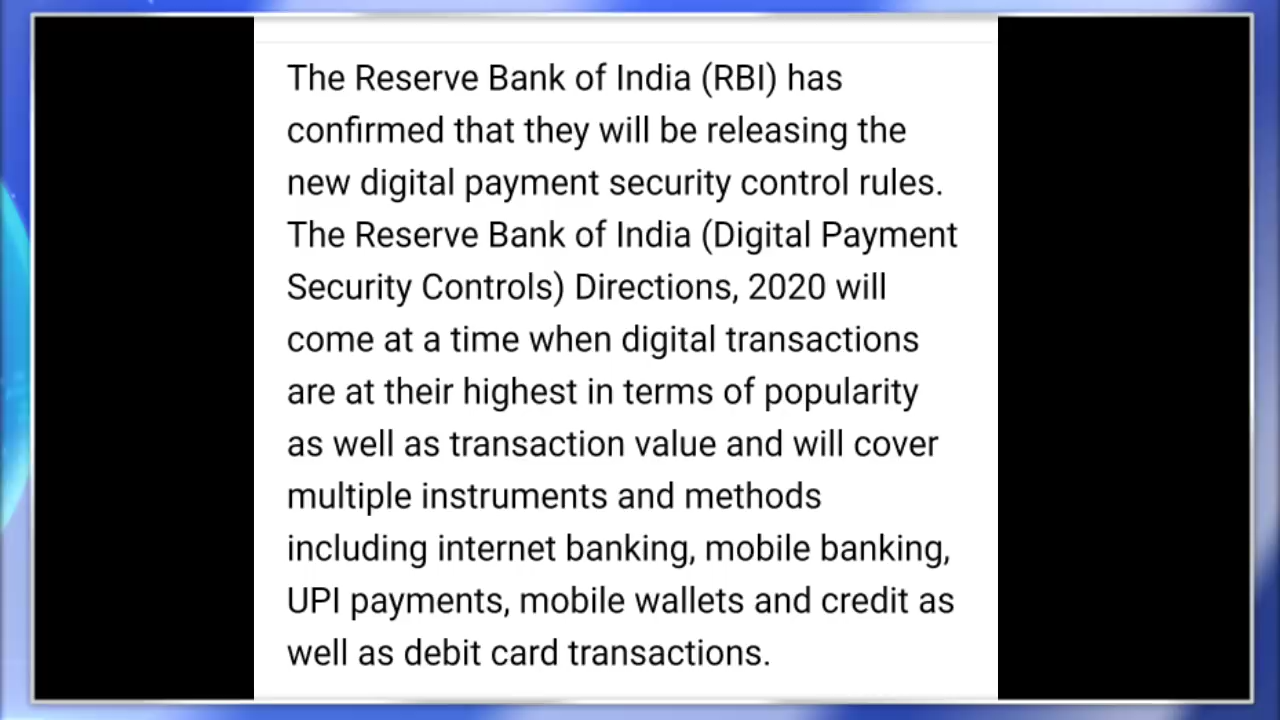 The Reserve Bank of India (RBI) has
confirmed that they will be releasing the
new digital payment security control rules.
The Reserve Bank of India (Digital Payment
Security Controls) Directions, 2020 will
come at a time when digital transactions
are at their highest in terms of popularity
as well as transaction value and will cover
multiple instruments and methods
including internet banking, mobile banking,
UPI payments, mobile wallets and credit as
well as debit card transactions.